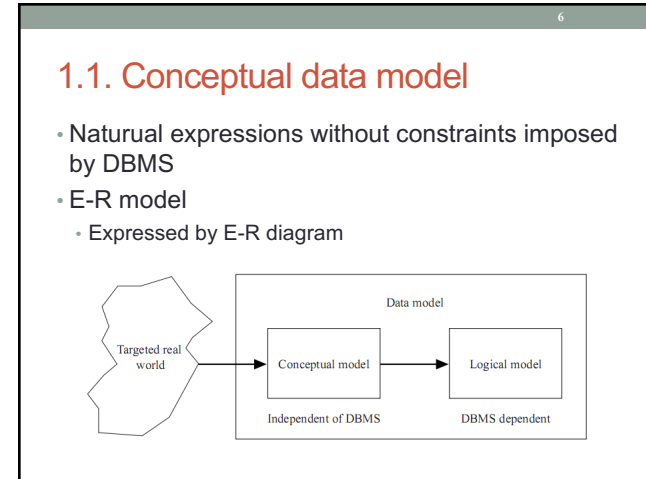 6
1.1. Conceptual data model
• Naturual expressions without constraints imposed
by DBMS
• E-R model
• Expressed by E-R diagram
Data model
Targeted real
world
Conceptual model
Logical model
Independent of DBMS
DBMS dependent